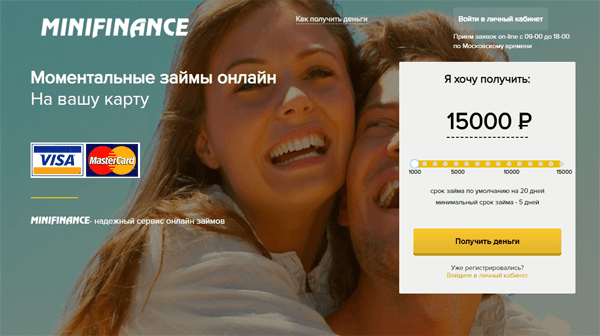 MINIFINANCE
Как получить деньги
Войти в личный кабинет
Прием заявок on-line с 09-00 до 18-00
по Московскому времени
Моментальные займы онлайн
На вашу карту
VISA MasterCard
MINIFINANCE- надежный сервис онлайн займов
Я хочу получить:
15000 ₽
1000 5000 10000 15000
срок займа по умолчанию на 20 дней
минимальный срок займа - 5 дней
Получить деньги
Уже регистрировались?
Войдите в личный кабинет